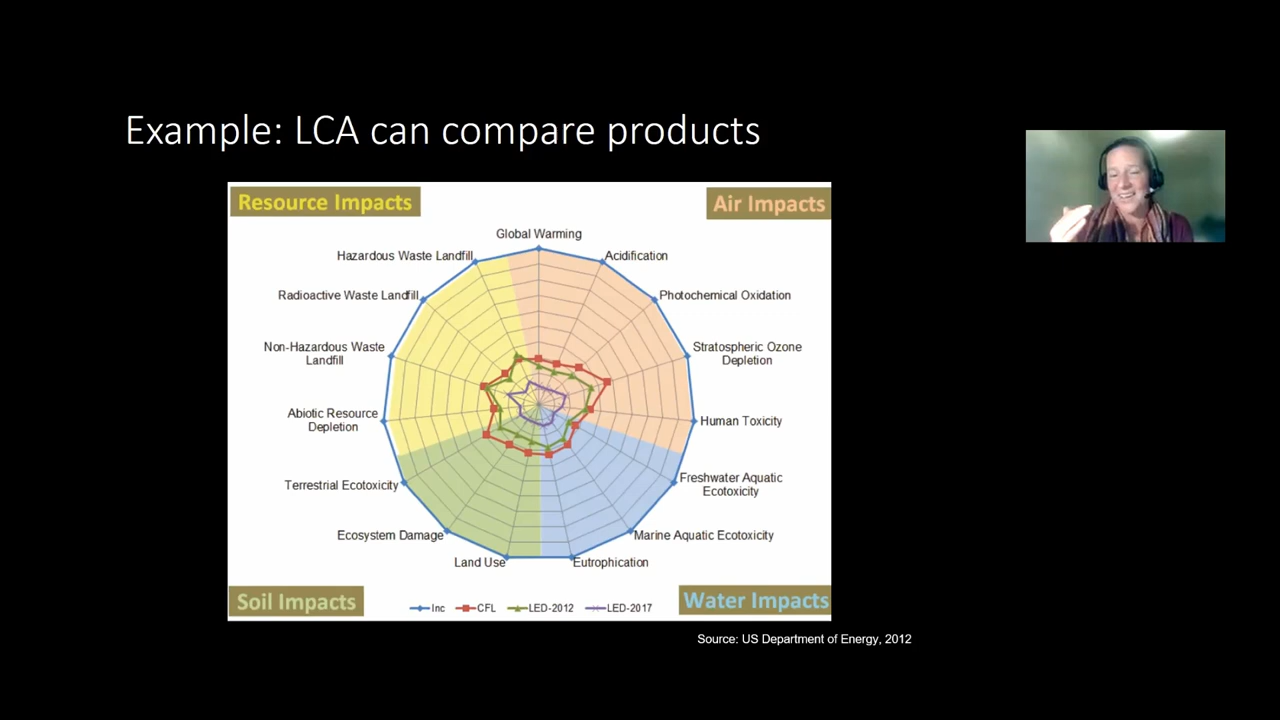 Example: LCA can compare products
Resource Impacts
Air Impacts
Global Warming
Hazardous Waste Landfill
Acidification
Radioactive Waste Landfill
Photochemical Oxidation
Non-Hazardous Waste
Landfill
Stratospheric Ozone
Depletion
Abiotic Resource
Depletion
Human Toxicity
Terrestrial Ecotoxicity
Freshwater Aquatic
Ecotoxicity
Ecosystem Damage
Marine Aquatic Ecotoxicity
Land Use
Eutrophication
Soil Impacts
Inc CFL LED-2012 LED-2017
Water Impacts
Source: US Department of Energy, 2012